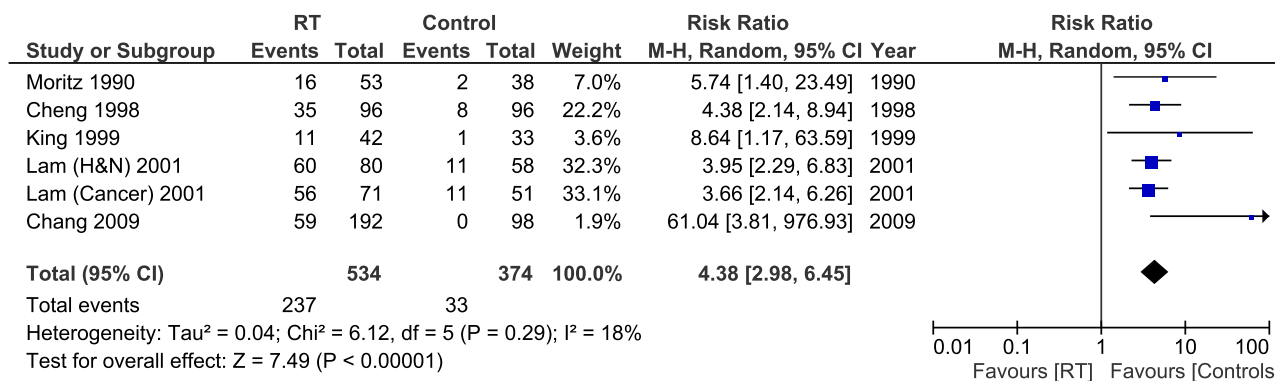 RT Control Risk Ratio Risk Ratio
Study or Subgroup Events Total Events Total Weight M-H, Random, 95% CI Year M-H, Random, 95% CI
Moritz 1990 16 53 2 38 7.0% 5.74 [1.40, 23.49] 1990
Cheng 1998 35 96 8 96 22.2% 4.38 [2.14, 8.94] 1998
King 1999 11 42 1 33 3.6% 8.64 [1.17, 63.59] 1999
Lam (H&N) 2001 60 80 11 58 32.3% 3.95 [2.29, 6.83] 2001
Lam (Cancer) 2001 56 71 11 51 33.1% 3.66 [2.14, 6.26] 2001
Chang 2009 59 192 0 98 1.9% 61.04 [3.81, 976.93] 2009
Total (95% CI) 534 374 100.0% 4.38 [2.98, 6.45]
Total events 237 33
Heterogeneity: Tau² = 0.04; Chi² = 6.12, df = 5 (P = 0.29); I² = 18%
Test for overall effect: Z = 7.49 (P < 0.00001)
0.01 0.1 1 10 100
Favours [RT] Favours [Controls